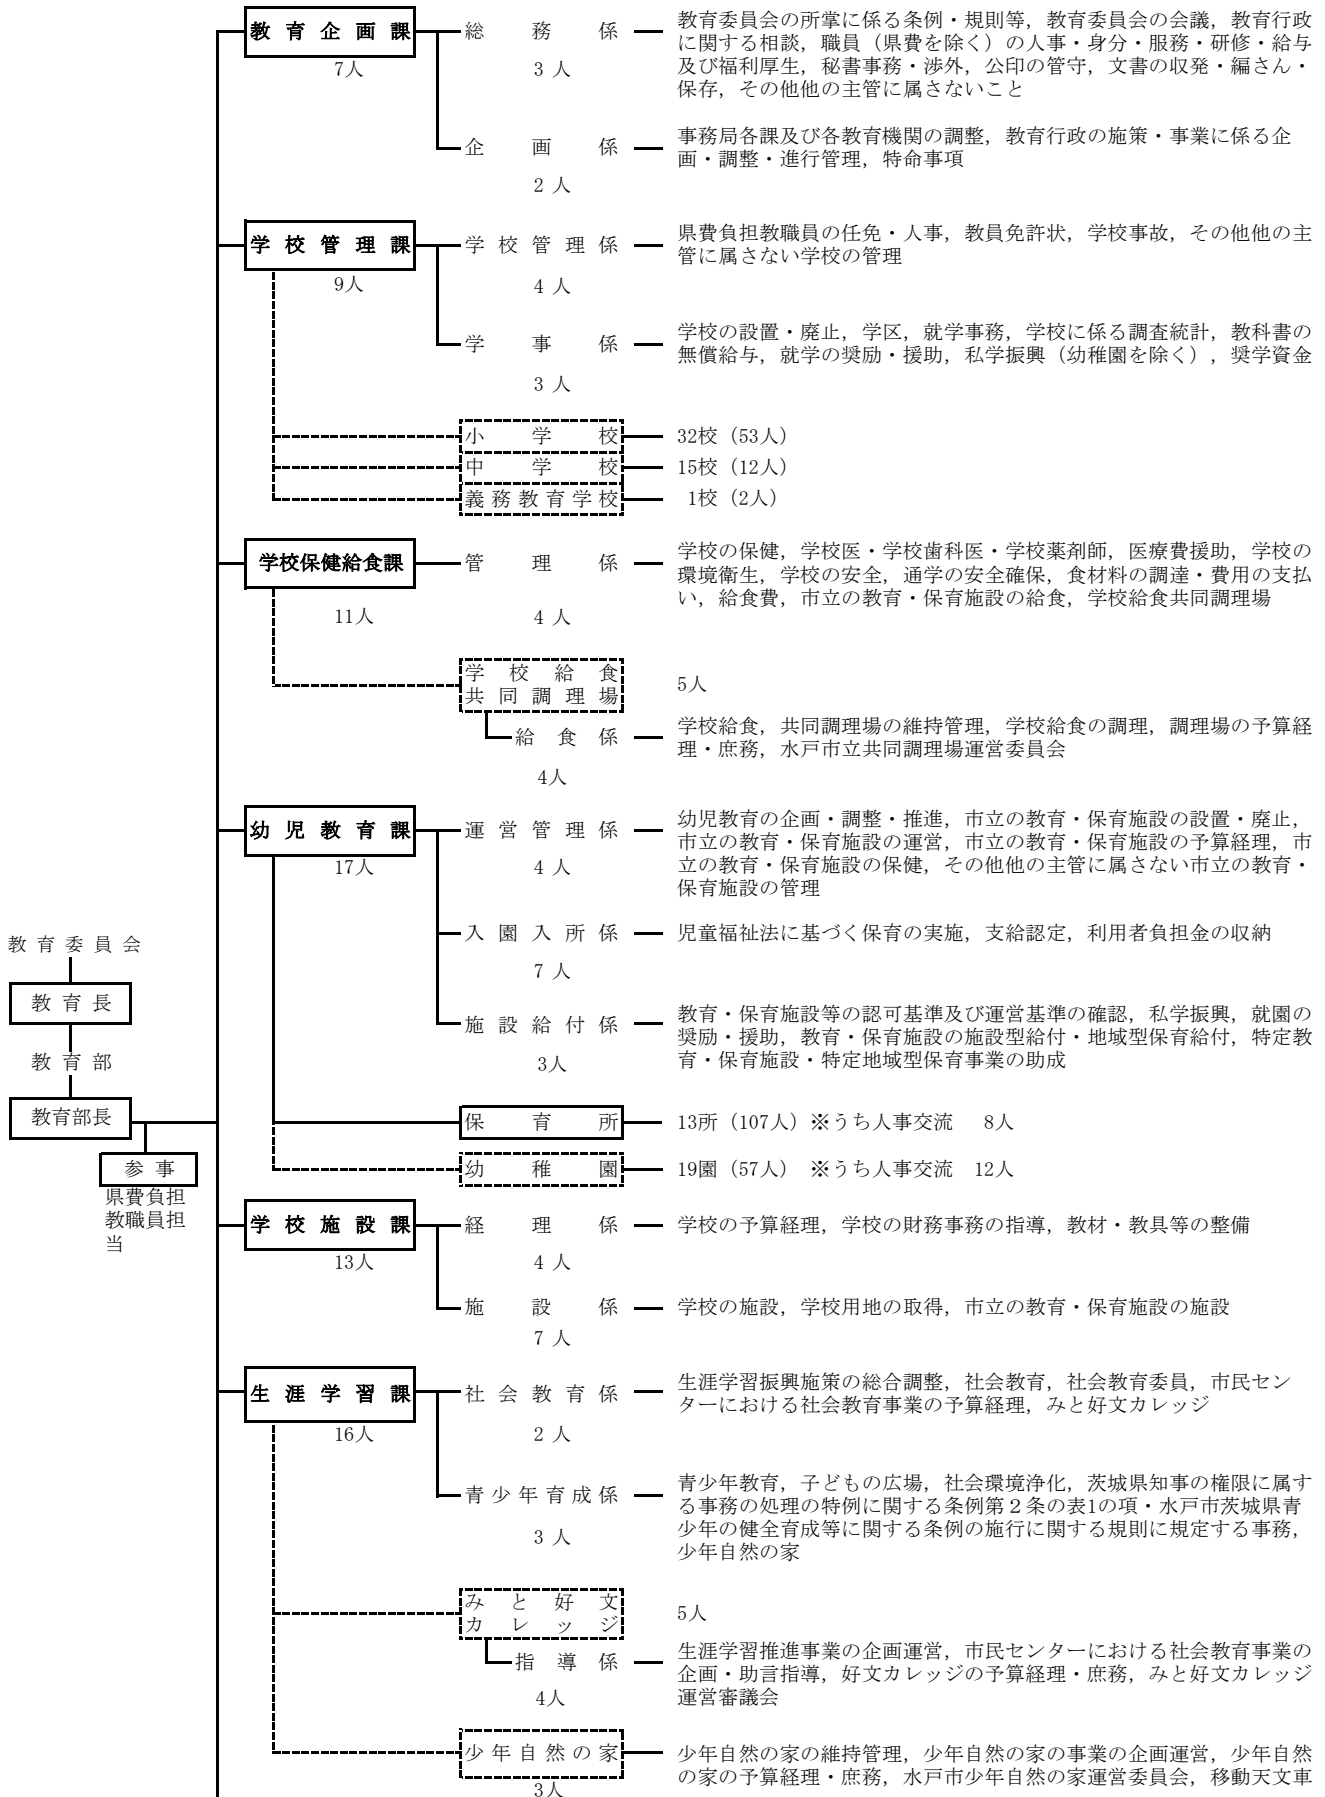 教育企画課
7人
総務係
3人
教育委員会の所掌に係る条例・規則等，教育委員会の会議，教育行政
に関する相談，職員（県費を除く）の人事・身分・服務・研修・給与
及び福利厚生，秘書事務・渉外，公印の管守，文書の収発・編さん・
保存，その他他の主管に属さないこと
企画係
2人
事務局各課及び各教育機関の調整，教育行政の施策・事業に係る企
画・調整・進行管理，特命事項
学校管理課
9人
学校管理係
4人
県費負担教職員の任免・人事，教員免許状，学校事故，その他他の主
管に属さない学校の管理
学事係
3人
学校の設置・廃止，学区，就学事務，学校に係る調査統計，教科書の
無償給与，就学の奨励・援助，私学振興（幼稚園を除く），奨学資金
小学校
32校（53人）
中学校
15校（12人）
義務教育学校
1校（2人）
学校保健給食課
11人
管理係
4人
学校の保健，学校医・学校歯科医・学校薬剤師，医療費援助，学校の
環境衛生，学校の安全，通学の安全確保，食材料の調達・費用の支払
い，給食費，市立の教育・保育施設の給食，学校給食共同調理場
学校給食
共同調理場
5人
給食係
4人
学校給食，共同調理場の維持管理，学校給食の調理，調理場の予算経
理・庶務，水戸市立共同調理場運営委員会
幼児教育課
17人
運営管理係
4人
幼児教育の企画・調整・推進，市立の教育・保育施設の設置・廃止，
市立の教育・保育施設の運営，市立の教育・保育施設の予算経理，市
立の教育・保育施設の保健，その他他の主管に属さない市立の教育・
保育施設の管理
入園入所係
7人
児童福祉法に基づく保育の実施，支給認定，利用者負担金の収納
施設給付係
3人
教育・保育施設等の認可基準及び運営基準の確認，私学振興，就園の
奨励・援助，教育・保育施設の施設型給付・地域型保育給付，特定教
育・保育施設・特定地域型保育事業の助成
教育委員会
教育長
教育部
教育部長
参事
県費負担
教職員担
当
保育所
13所（107人）※うち人事交流　8人
幼稚園
19園（57人）　※うち人事交流　12人
学校施設課
13人
経理係
4人
学校の予算経理，学校の財務事務の指導，教材・教具等の整備
施設係
7人
学校の施設，学校用地の取得，市立の教育・保育施設の施設
生涯学習課
16人
社会教育係
2人
生涯学習振興施策の総合調整，社会教育，社会教育委員，市民セン
ターにおける社会教育事業の予算経理，みと好文カレッジ
青少年育成係
3人
青少年教育，子どもの広場，社会環境浄化，茨城県知事の権限に属す
る事務の処理の特例に関する条例第２条の表1の項・水戸市茨城県青
少年の健全育成等に関する条例の施行に関する規則に規定する事務，
少年自然の家
みと好文
カレッジ
5人
指導係
4人
生涯学習推進事業の企画運営，市民センターにおける社会教育事業の
企画・助言指導，好文カレッジの予算経理・庶務，みと好文カレッジ
運営審議会
少年自然の家
3人
少年自然の家の維持管理，少年自然の家の事業の企画運営，少年自然
の家の予算経理・庶務，水戸市少年自然の家運営委員会，移動天文車